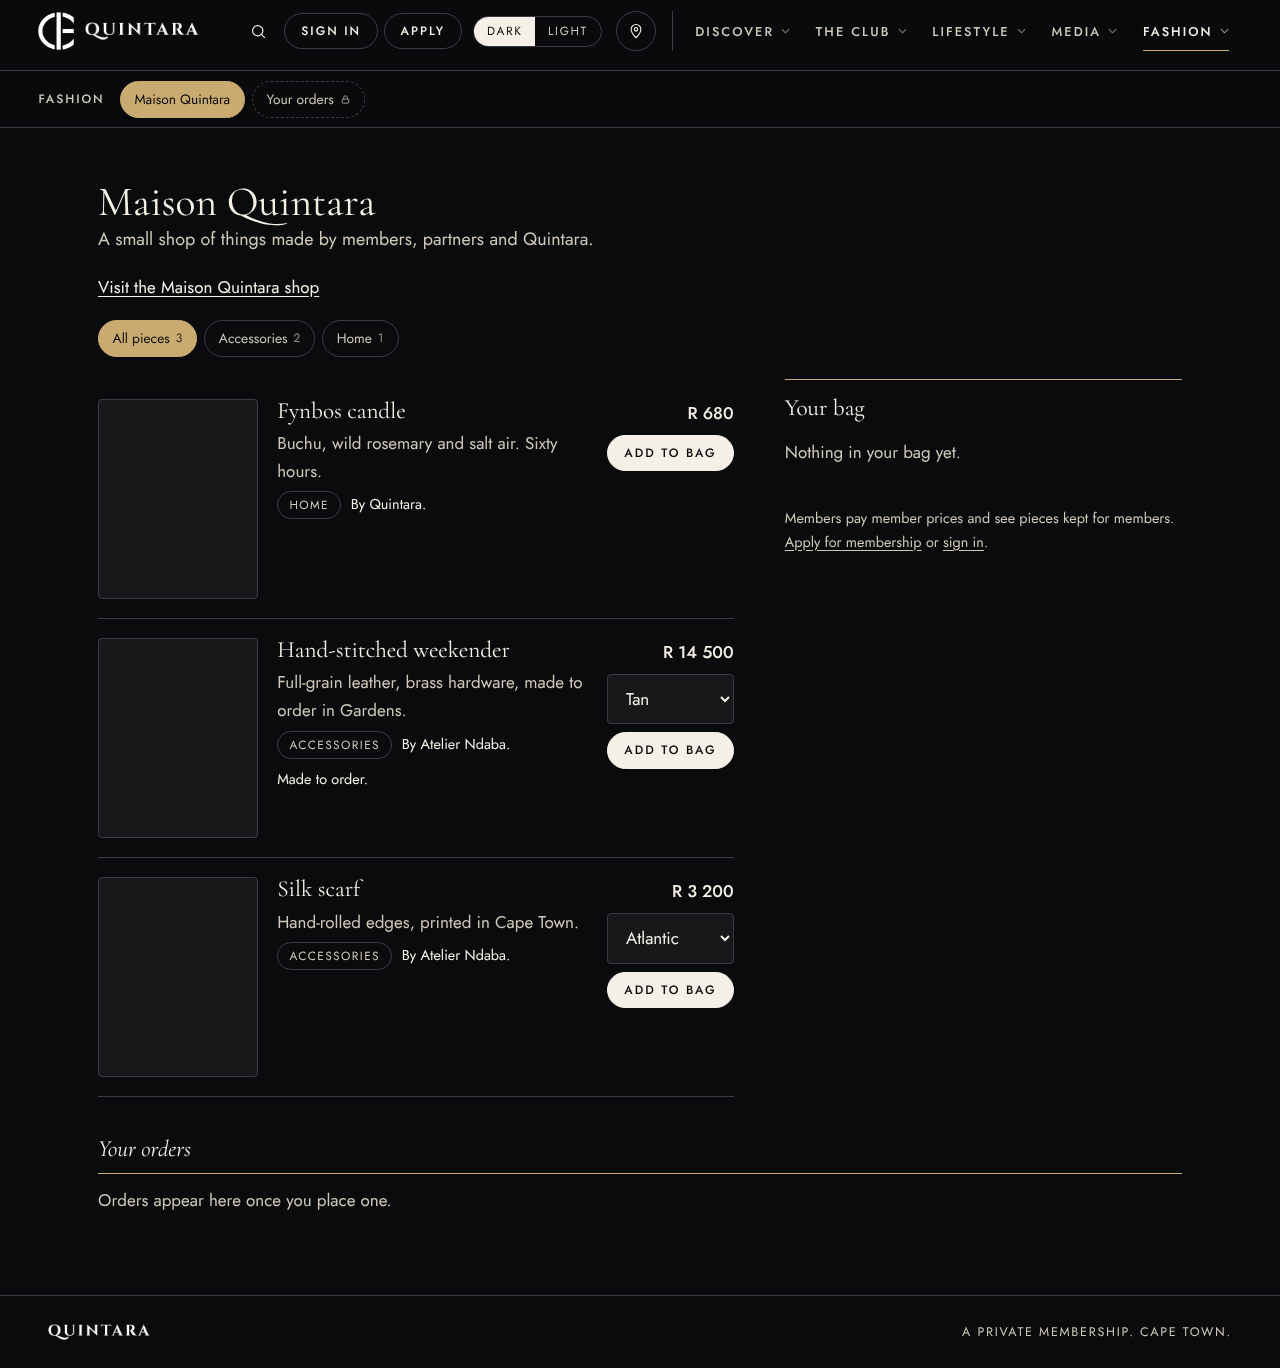 QUINTARA
SIGN IN
APPLY
DARK
LIGHT
DISCOVER
THE CLUB
LIFESTYLE
MEDIA
FASHION
FASHION
Maison Quintara
Your orders
Maison Quintara
A small shop of things made by members, partners and Quintara.
Visit the Maison Quintara shop
All pieces 3
Accessories 2
Home 1
Fynbos candle
R 680
Buchu, wild rosemary and salt air. Sixty
hours.
ADD TO BAG
HOME
By Quintara.
Your bag
Nothing in your bag yet.
Members pay member prices and see pieces kept for members.
Apply for membership or sign in.
Hand-stitched weekender
R 14 500
Full-grain leather, brass hardware, made to
order in Gardens.
Tan
ACCESSORIES
By Atelier Ndaba.
ADD TO BAG
Made to order.
Silk scarf
R 3 200
Hand-rolled edges, printed in Cape Town.
Atlantic
ACCESSORIES
By Atelier Ndaba.
ADD TO BAG
Your orders
Orders appear here once you place one.
QUINTARA
A PRIVATE MEMBERSHIP. CAPE TOWN.